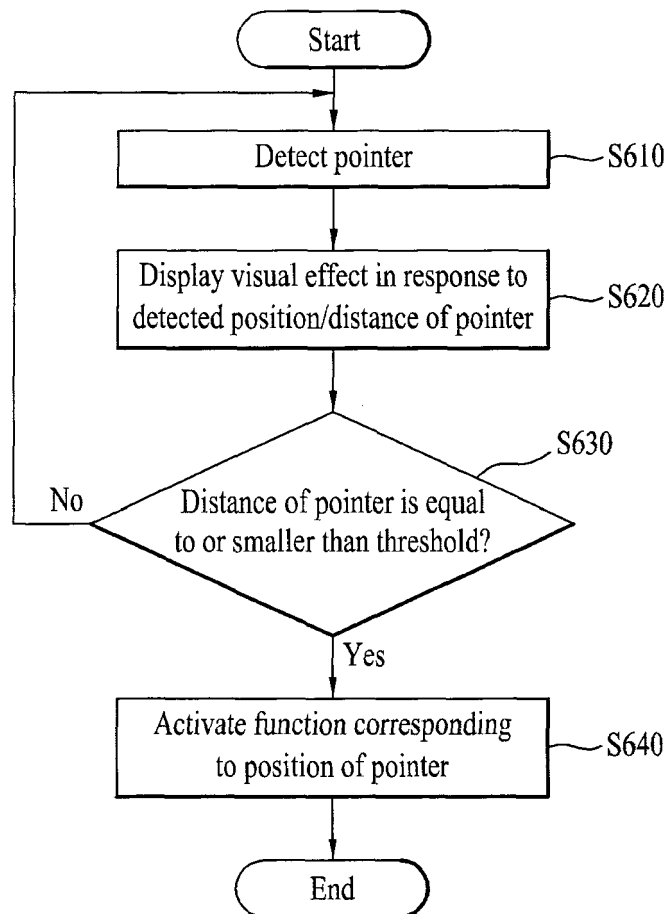 Start
Detect pointer
S610
Display visual effect in response to
detected position/distance of pointer
S620
S630
Distance of pointer is equal
to or smaller than threshold?
No
Yes
Activate function corresponding
to position of pointer
S640
End